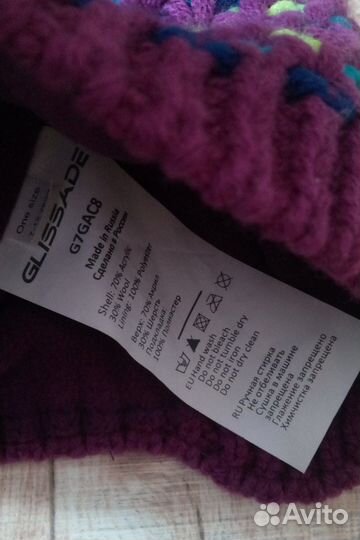 One size
GLISSADE
G7GAC8
Made in Russia
Сделано в России
Shell: 70% Acrylic
30% Wool
Lining: 100% Polyester
Верх: 70% Акрил
30% Шерсть
Подкладка:
100% Полиэстер
EU Hand wash
Do not bleach
Do not tumble dry
Do not iron
Do not dry clean
RU Ручная стирка
Не отбеливать
Сушка в машине
запрещена
Глажение запрещено
Химчистка запрещена
Avito